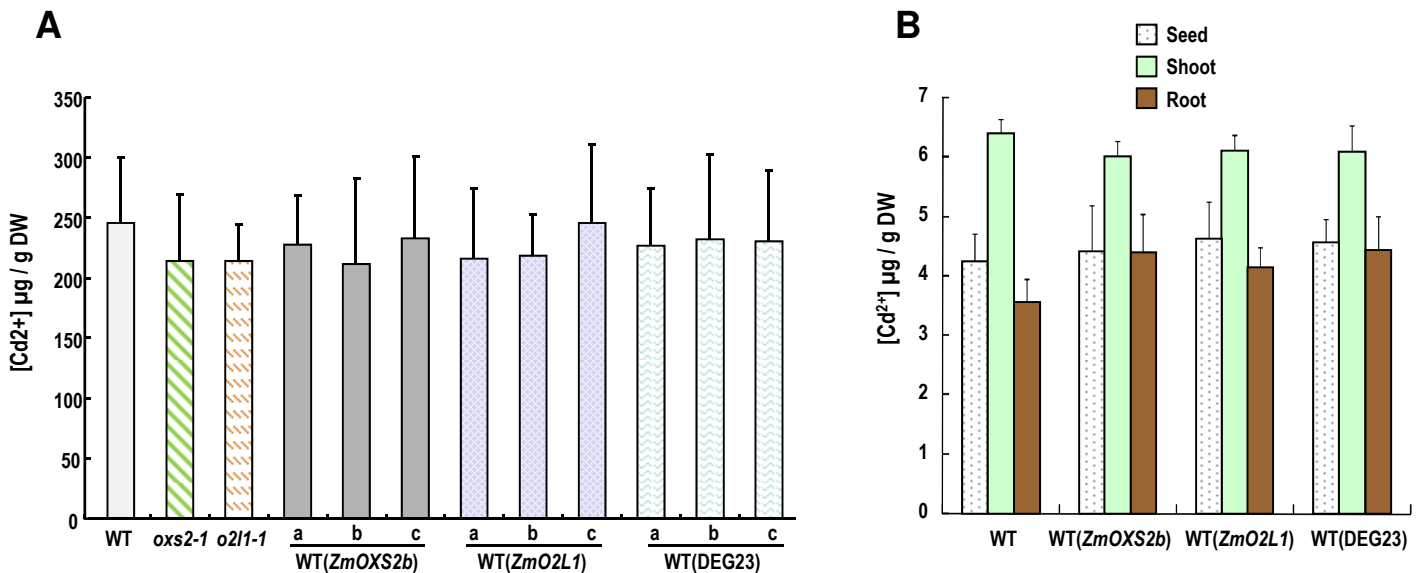 A
[Cd2+] µg / g DW
350
300
250
200
150
100
50
0
WT oxs2-1 o2l1-1 a b c a b c a b c
WT(ZmOXS2b) WT(ZmO2L1) WT(DEG23)
B
Seed
Shoot
Root
[Cd²⁺] µg / g DW
7
6
5
4
3
2
1
0
WT WT(ZmOXS2b) WT(ZmO2L1) WT(DEG23)